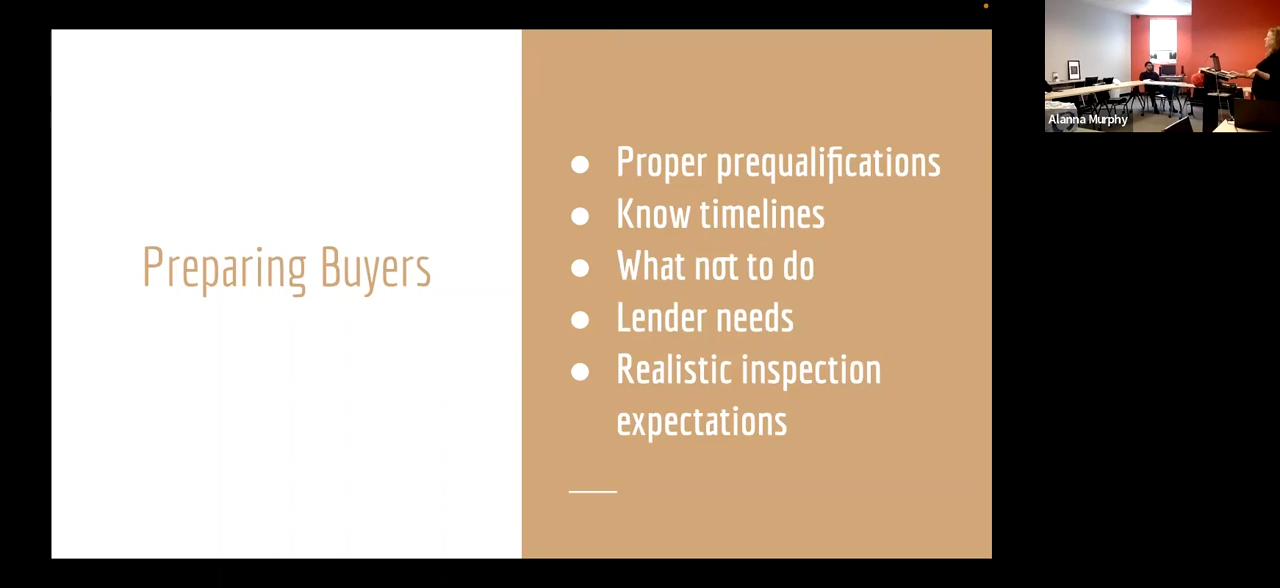 Preparing Buyers
● Proper prequalifications
● Know timelines
● What not to do
● Lender needs
● Realistic inspection
expectations
Alanna Murphy